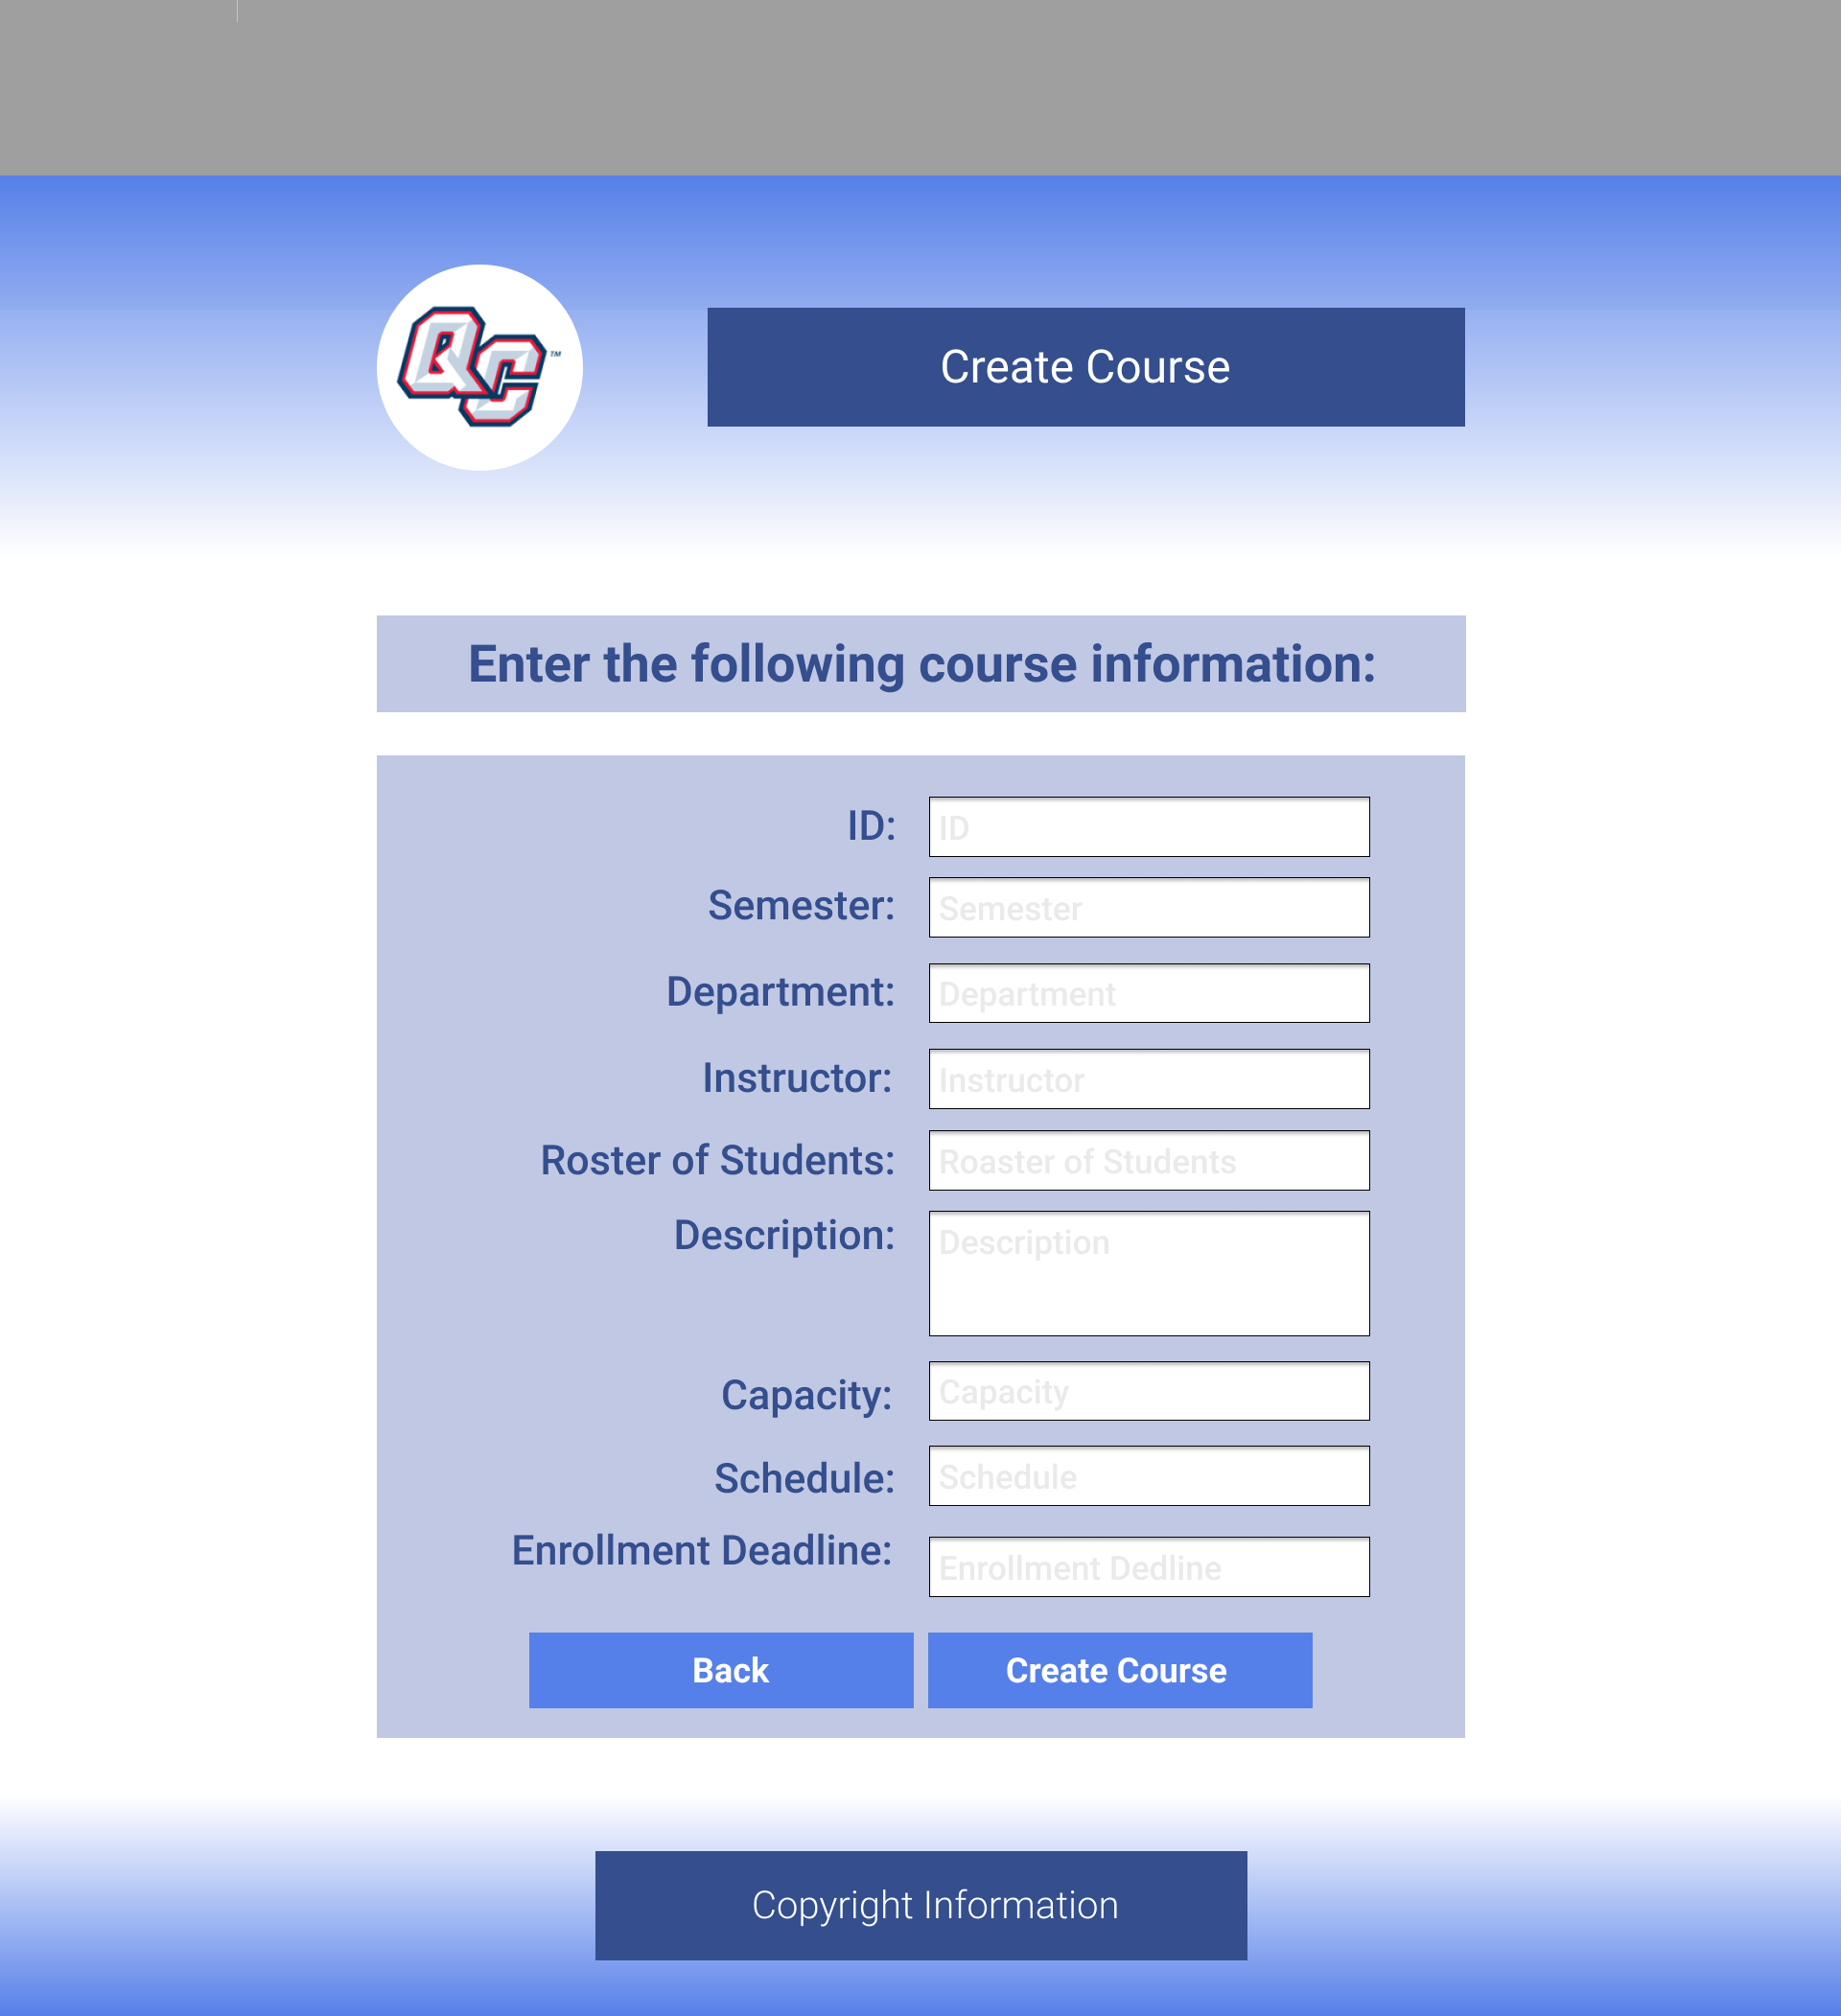 QC™
Create Course
Enter the following course information:
ID: ID
Semester: Semester
Department: Department
Instructor: Instructor
Roster of Students: Roaster of Students
Description: Description
Capacity: Capacity
Schedule: Schedule
Enrollment Deadline: Enrollment Dedline
Back Create Course
Copyright Information